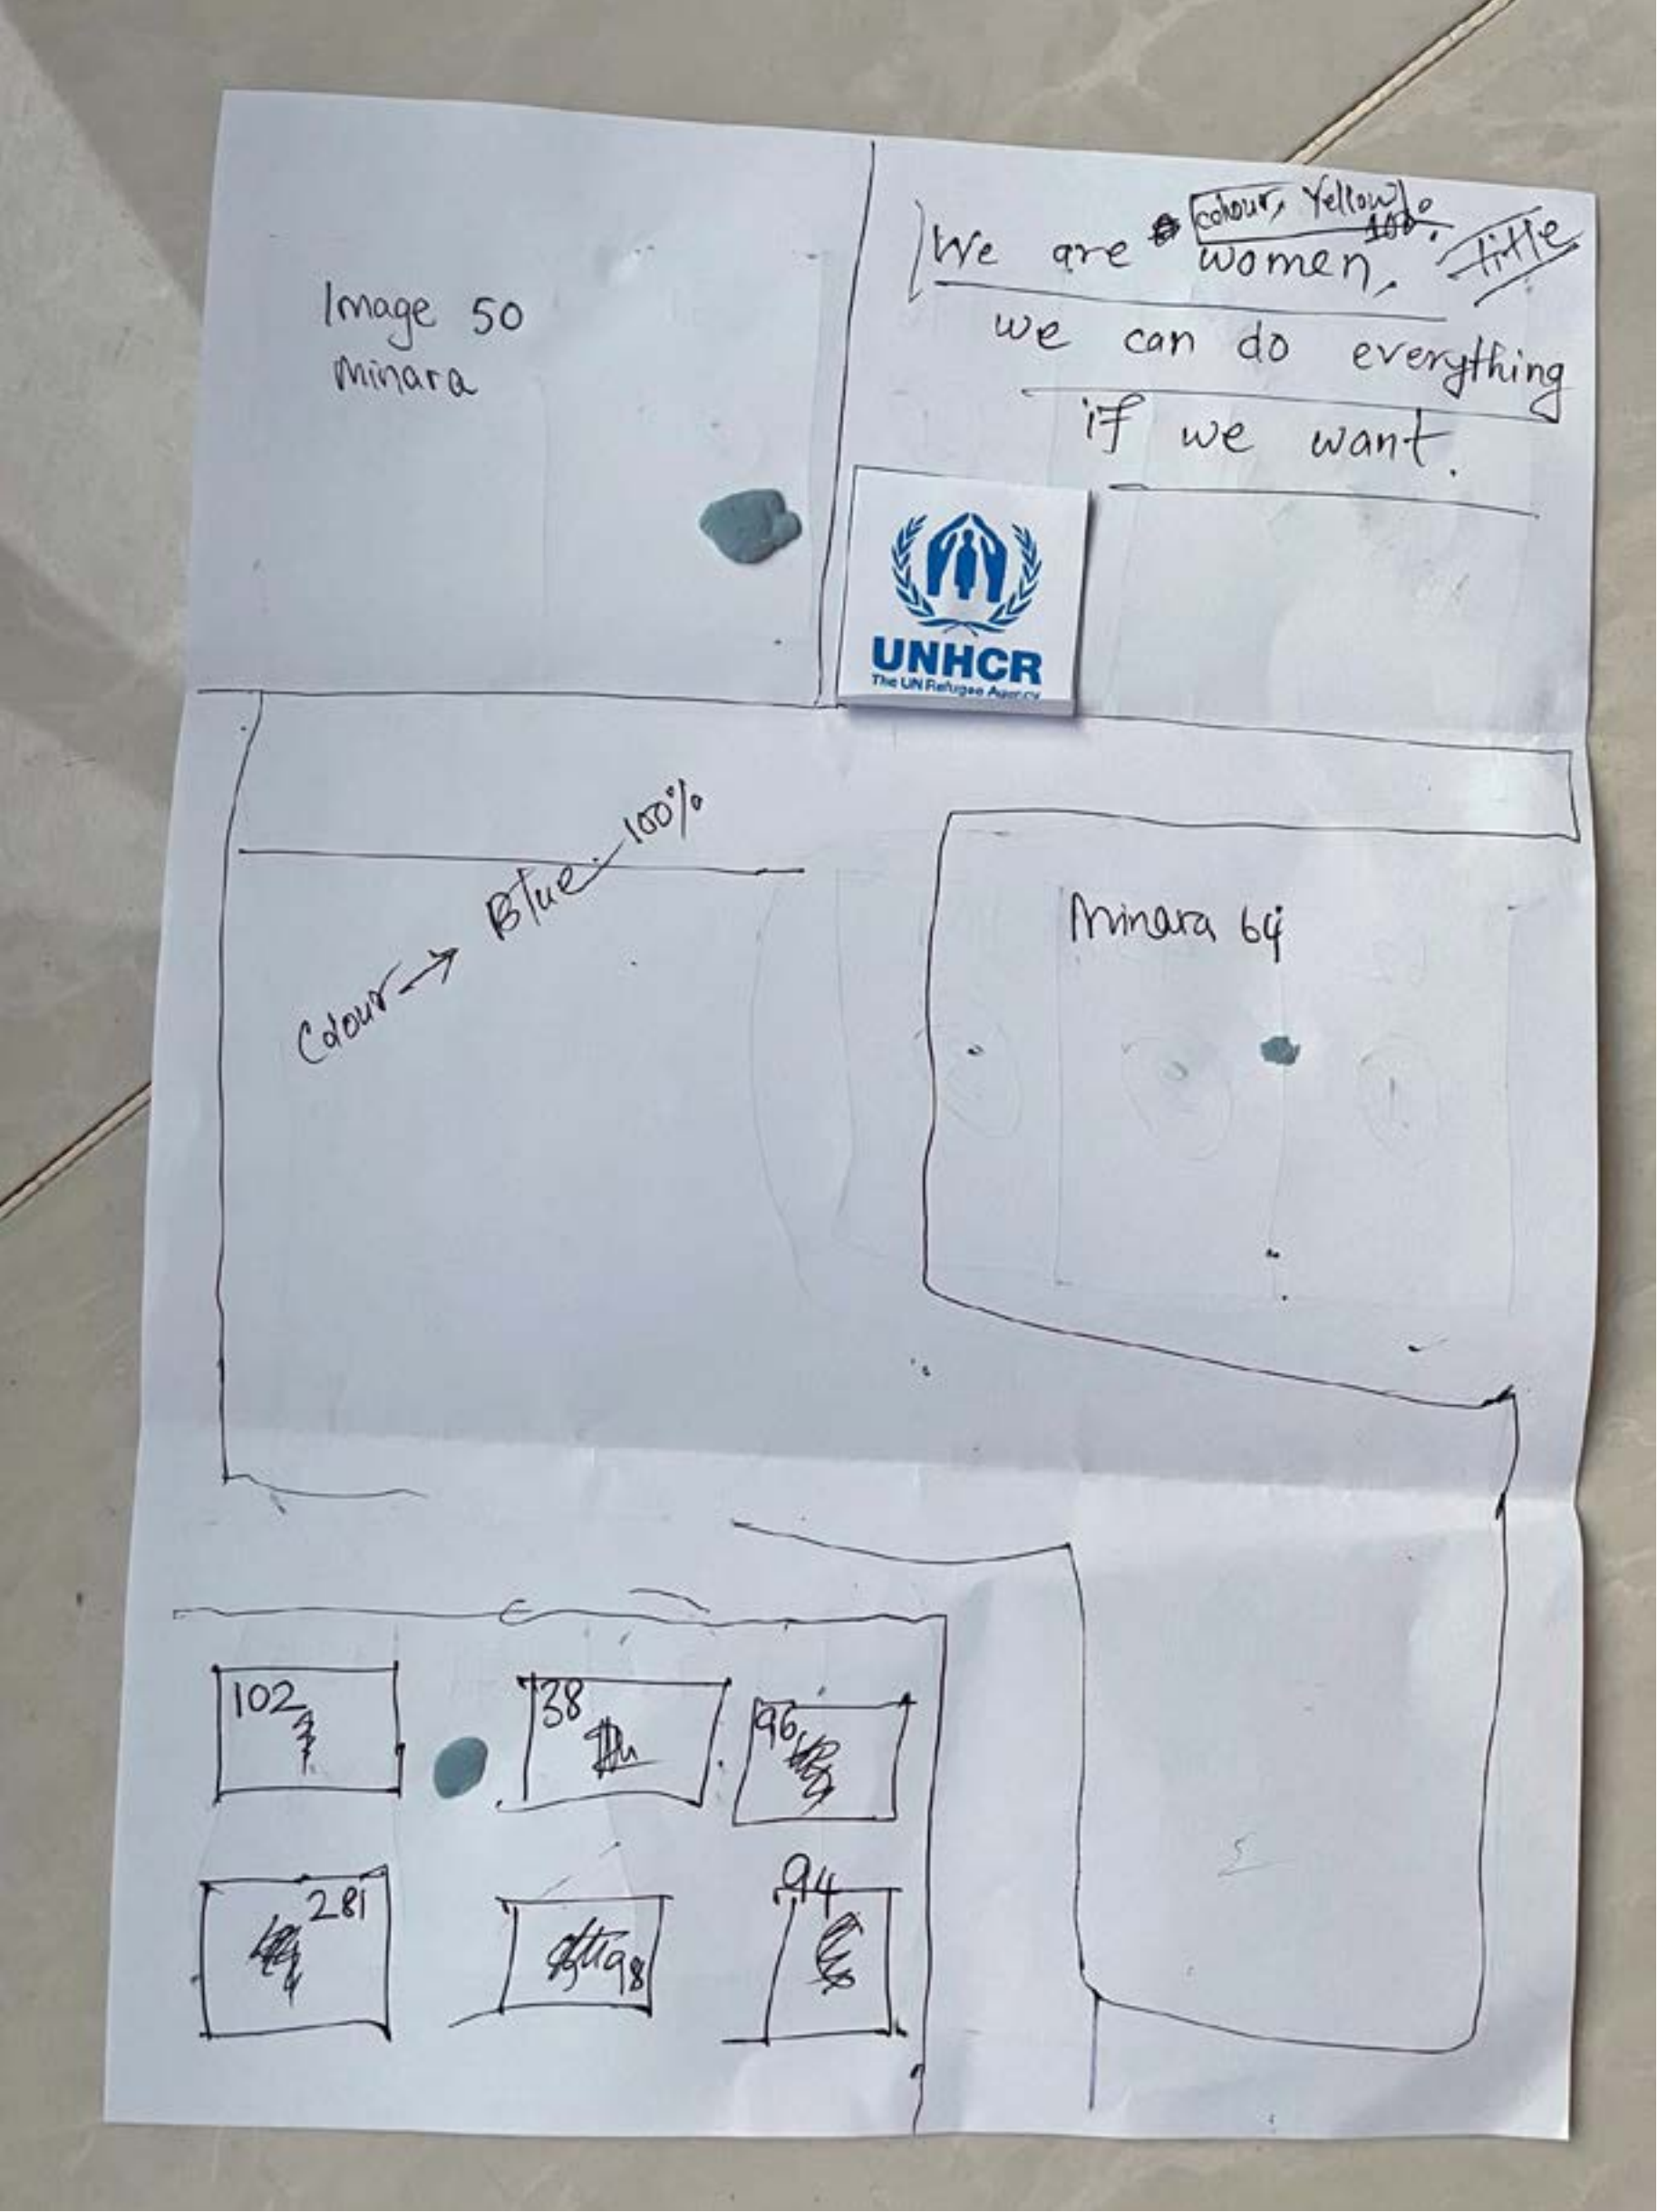 Image 50
Minara
colour, Yellow
We are women,
title
we can do everything
if we want.
UNHCR
The UN Refugee Agency
Colour → Blue. 100%
Minara 64
102
38
96
281
98
94